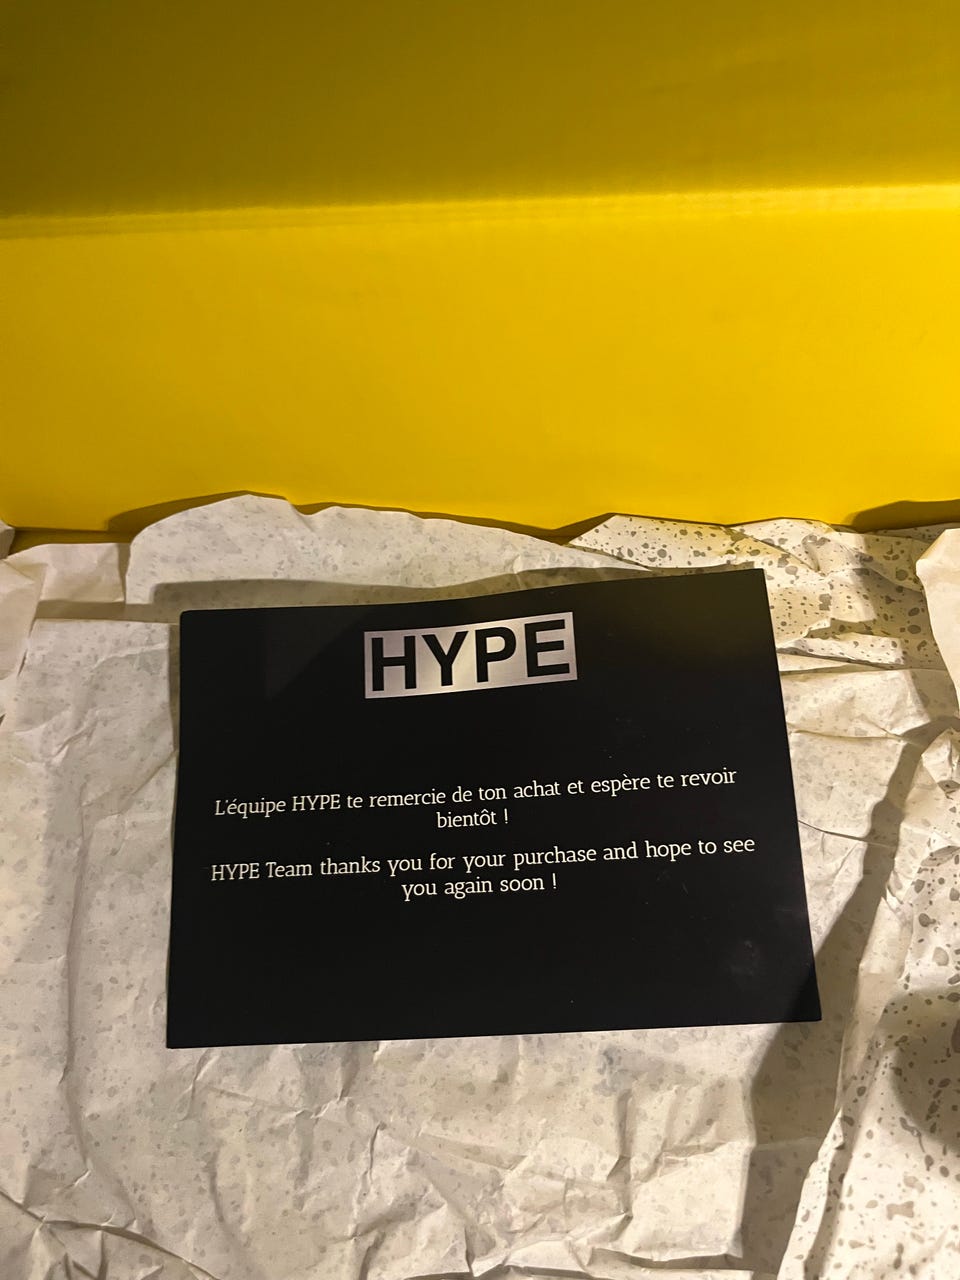 HYPE
L'équipe HYPE te remercie de ton achat et espère te revoir
bientôt !
HYPE Team thanks you for your purchase and hope to see
you again soon !